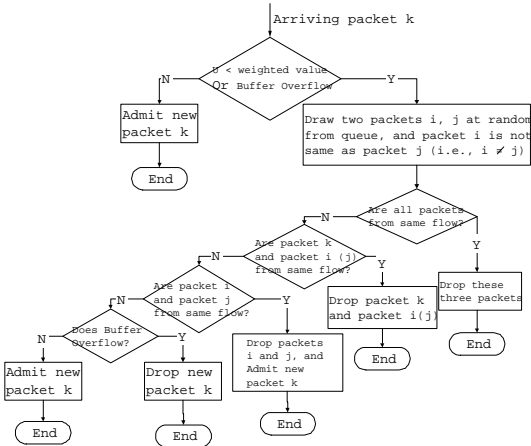 Arriving packet k
U < weighted value
Or Buffer Overflow
N
Y
Admit new
packet k
End
Draw two packets i, j at random
from queue, and packet i is not
same as packet j (i.e., i ≠ j)
Are all packets
from same flow?
N
Y
Are packet k
and packet i (j)
from same flow?
N
Y
Drop these
three packets
End
Are packet i
and packet j
from same flow?
N
Y
Drop packet k
and packet i(j)
End
Does Buffer
Overflow?
N
Y
Drop packets
i and j, and
Admit new
packet k
End
Admit new
packet k
End
Drop new
packet k
End